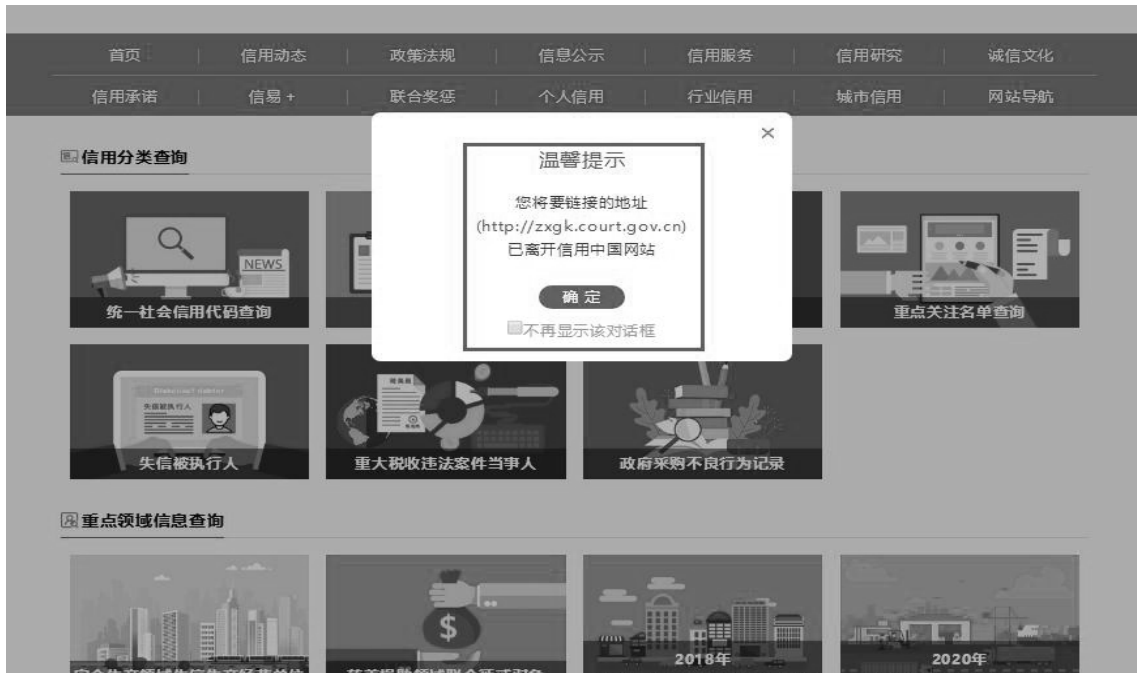 首页 信用动态 政策法规 信息公示 信用服务 信用研究 诚信文化
信用承诺 信易 + 联合奖惩 个人信用 行业信用 城市信用 网站导航
信用分类查询
×
温馨提示
您将要链接的地址
(http://zxgk.court.gov.cn)
已离开信用中国网站
确 定
不再显示该对话框
NEWS
统一社会信用代码查询
重点关注名单查询
失信被执行人
失信被执行人 重大税收违法案件当事人 政府采购不良行为记录
重点领域信息查询
$
2018年 2020年